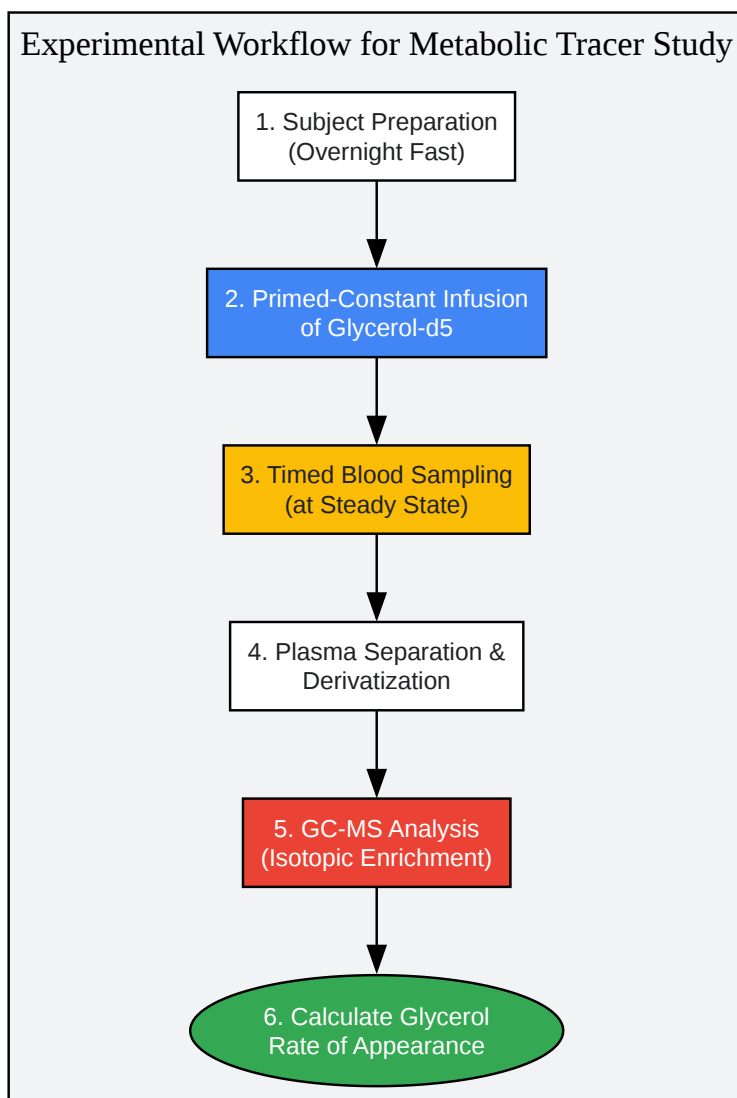 Experimental Workflow for Metabolic Tracer Study
1. Subject Preparation
(Overnight Fast)
2. Primed-Constant Infusion
of Glycerol-d5
3. Timed Blood Sampling
(at Steady State)
4. Plasma Separation &
Derivatization
5. GC-MS Analysis
(Isotopic Enrichment)
6. Calculate Glycerol
Rate of Appearance